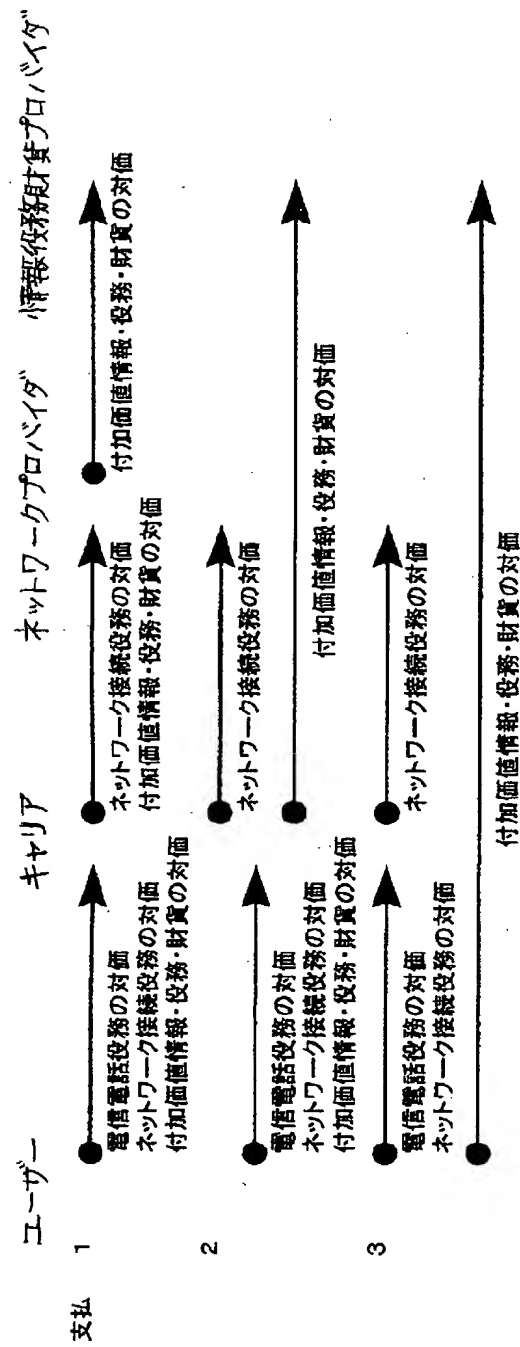 ユーザー
キャリア
ネットワークプロバイダ
情報役務財貨プロバイダ
支払
1
電信電話役務の対価
ネットワーク接続役務の対価
付加価値情報・役務・財貨の対価
ネットワーク接続役務の対価
付加価値情報・役務・財貨の対価
付加価値情報・役務・財貨の対価
2
電信電話役務の対価
ネットワーク接続役務の対価
付加価値情報・役務・財貨の対価
ネットワーク接続役務の対価
付加価値情報・役務・財貨の対価
3
電信電話役務の対価
ネットワーク接続役務の対価
ネットワーク接続役務の対価
付加価値情報・役務・財貨の対価